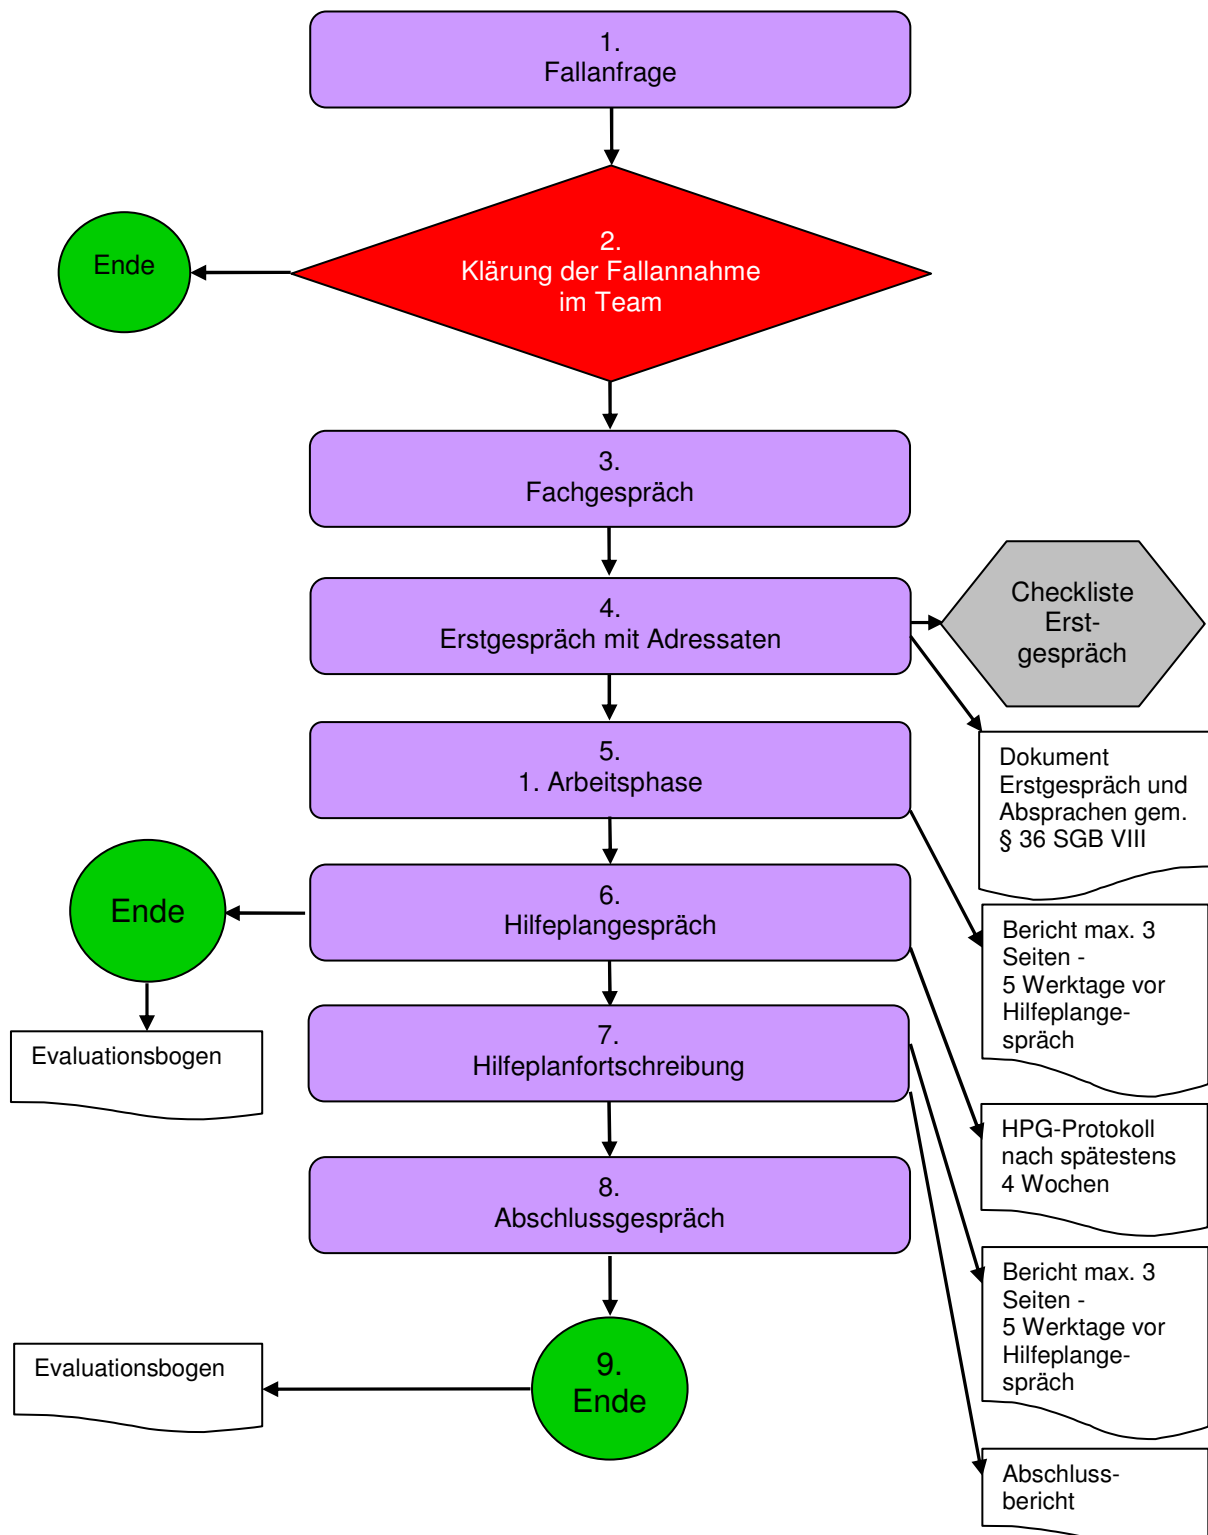 1.
Fallanfrage
Ende
2.
Klärung der Fallannahme
im Team
3.
Fachgespräch
4.
Erstgespräch mit Adressaten
Checkliste
Erst-
gespräch
Dokument
Erstgespräch und
Absprachen gem.
§ 36 SGB VIII
5.
1. Arbeitsphase
Ende
6.
Hilfeplangespräch
Bericht max. 3
Seiten -
5 Werktage vor
Hilfeplange-
spräch
Evaluationsbogen
7.
Hilfeplanfortschreibung
HPG-Protokoll
nach spätestens
4 Wochen
8.
Abschlussgespräch
Bericht max. 3
Seiten -
5 Werktage vor
Hilfeplange-
spräch
Evaluationsbogen
9.
Ende
Abschluss-
bericht